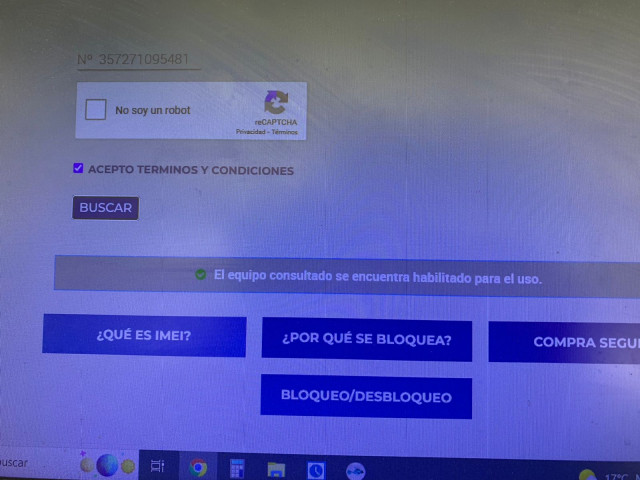 Nº 357271095481
No soy un robot
reCAPTCHA
Privacidad - Términos
ACEPTO TERMINOS Y CONDICIONES
BUSCAR
El equipo consultado se encuentra habilitado para el uso.
¿QUÉ ES IMEI?
¿POR QUÉ SE BLOQUEA?
COMPRA SEGU
BLOQUEO/DESBLOQUEO
buscar
17°C